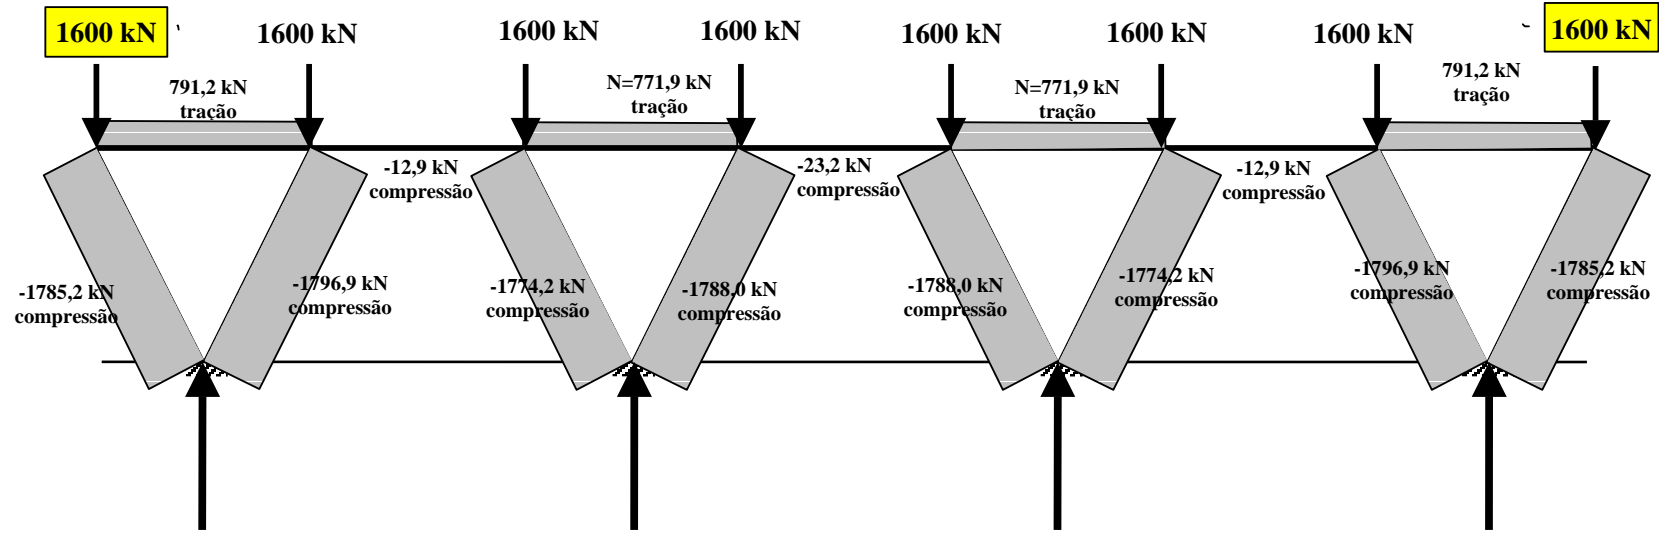 1600 kN
1600 kN
1600 kN
1600 kN
1600 kN
1600 kN
1600 kN
1600 kN
791,2 kN
tração
N=771,9 kN
tração
N=771,9 kN
tração
791,2 kN
tração
-12,9 kN
compressão
-23,2 kN
compressão
-12,9 kN
compressão
-1785,2 kN
compressão
-1796,9 kN
compressão
-1774,2 kN
compressão
-1788,0 kN
compressão
-1788,0 kN
compressão
-1774,2 kN
compressão
-1796,9 kN
compressão
-1785,2 kN
compressão